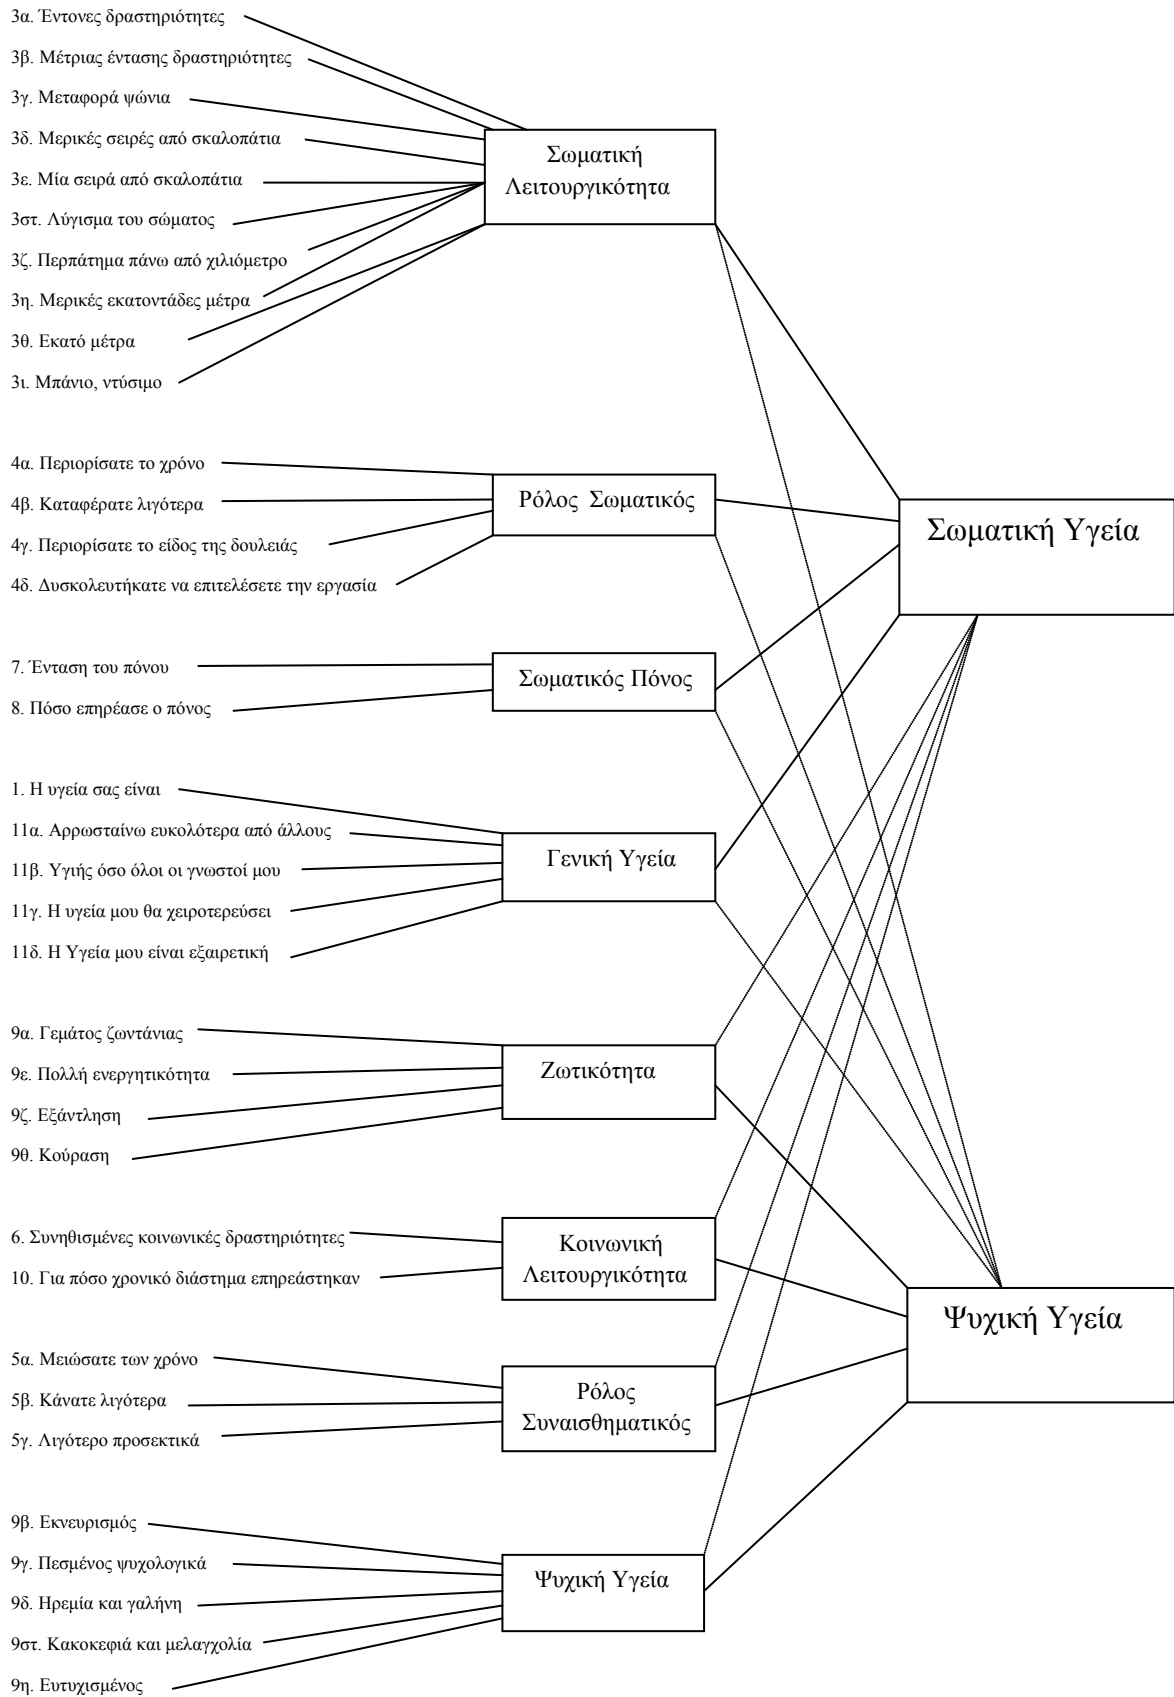 3α. Έντονες δραστηριότητες
3β. Μέτριας έντασης δραστηριότητες
3γ. Μεταφορά ψώνια
3δ. Μερικές σειρές από σκαλοπάτια
3ε. Μία σειρά από σκαλοπάτια
3στ. Λύγισμα του σώματος
3ζ. Περπάτημα πάνω από χιλιόμετρο
3η. Μερικές εκατοντάδες μέτρα
3θ. Εκατό μέτρα
3ι. Μπάνιο, ντύσιμο
Σωματική
Λειτουργικότητα
4α. Περιορίσατε το χρόνο
4β. Καταφέρατε λιγότερα
4γ. Περιορίσατε το είδος της δουλειάς
4δ. Δυσκολευτήκατε να επιτελέσετε την εργασία
Ρόλος Σωματικός
7. Ένταση του πόνου
8. Πόσο επηρέασε ο πόνος
Σωματικός Πόνος
1. Η υγεία σας είναι
11α. Αρρωσταίνω ευκολότερα από άλλους
11β. Υγιής όσο όλοι οι γνωστοί μου
11γ. Η υγεία μου θα χειροτερεύσει
11δ. Η Υγεία μου είναι εξαιρετική
Γενική Υγεία
9α. Γεμάτος ζωντάνιας
9ε. Πολλή ενεργητικότητα
9ζ. Εξάντληση
9θ. Κούραση
Ζωτικότητα
6. Συνηθισμένες κοινωνικές δραστηριότητες
10. Για πόσο χρονικό διάστημα επηρεάστηκαν
Κοινωνική
Λειτουργικότητα
5α. Μειώσατε των χρόνο
5β. Κάνατε λιγότερα
5γ. Λιγότερο προσεκτικά
Ρόλος
Συναισθηματικός
9β. Εκνευρισμός
9γ. Πεσμένος ψυχολογικά
9δ. Ηρεμία και γαλήνη
9στ. Κακοκεφιά και μελαγχολία
9η. Ευτυχισμένος
Ψυχική Υγεία
Σωματική Υγεία
Ψυχική Υγεία